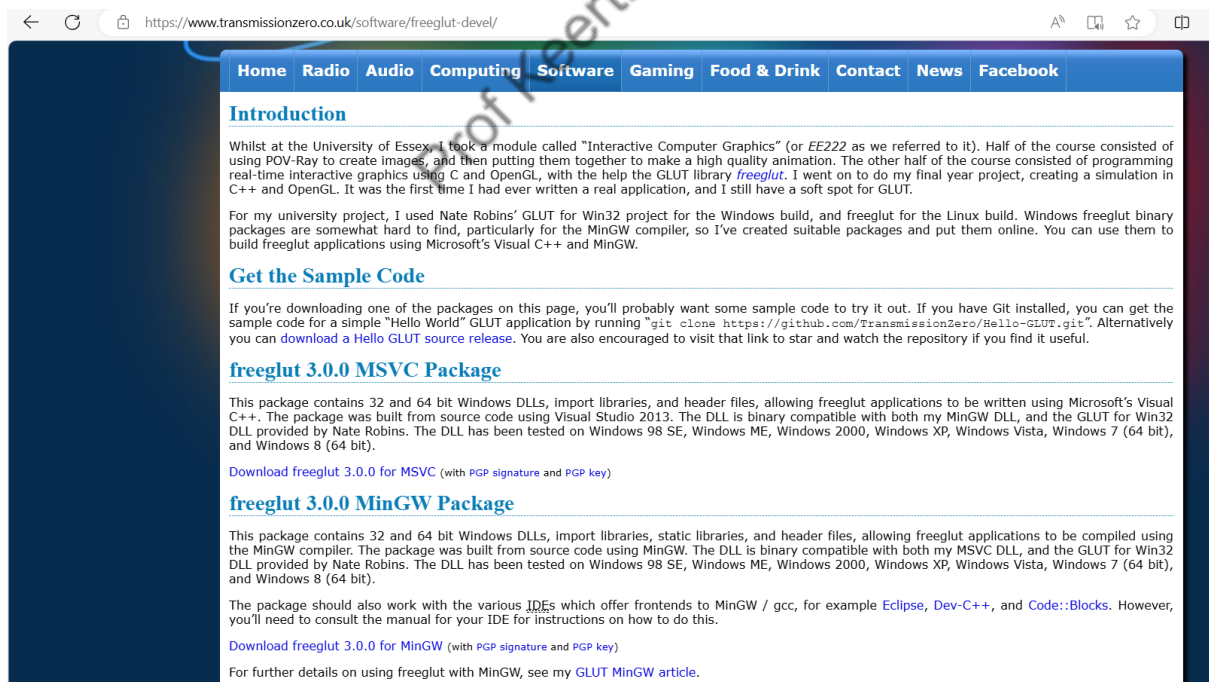 https://www.transmissionzero.co.uk/software/freeglut-devel/
Home Radio Audio Computing Software Gaming Food & Drink Contact News Facebook
Introduction
Whilst at the University of Essex, I took a module called “Interactive Computer Graphics” (or EE222 as we referred to it). Half of the course consisted of
using POV-Ray to create images, and then putting them together to make a high quality animation. The other half of the course consisted of programming
real-time interactive graphics using C and OpenGL, with the help the GLUT library freeglut. I went on to do my final year project, creating a simulation in
C++ and OpenGL. It was the first time I had ever written a real application, and I still have a soft spot for GLUT.
For my university project, I used Nate Robins’ GLUT for Win32 project for the Windows build, and freeglut for the Linux build. Windows freeglut binary
packages are somewhat hard to find, particularly for the MinGW compiler, so I’ve created suitable packages and put them online. You can use them to
build freeglut applications using Microsoft’s Visual C++ and MinGW.
Get the Sample Code
If you’re downloading one of the packages on this page, you’ll probably want some sample code to try it out. If you have Git installed, you can get the
sample code for a simple “Hello World” GLUT application by running “git clone https://github.com/TransmissionZero/Hello-GLUT.git”. Alternatively
you can download a Hello GLUT source release. You are also encouraged to visit that link to star and watch the repository if you find it useful.
freeglut 3.0.0 MSVC Package
This package contains 32 and 64 bit Windows DLLs, import libraries, and header files, allowing freeglut applications to be written using Microsoft’s Visual
C++. The package was built from source code using Visual Studio 2013. The DLL is binary compatible with both my MinGW DLL, and the GLUT for Win32
DLL provided by Nate Robins. The DLL has been tested on Windows 98 SE, Windows ME, Windows 2000, Windows XP, Windows Vista, Windows 7 (64 bit),
and Windows 8 (64 bit).
Download freeglut 3.0.0 for MSVC (with PGP signature and PGP key)
freeglut 3.0.0 MinGW Package
This package contains 32 and 64 bit Windows DLLs, import libraries, static libraries, and header files, allowing freeglut applications to be compiled using
the MinGW compiler. The package was built from source code using MinGW. The DLL is binary compatible with both my MSVC DLL, and the GLUT for Win32
DLL provided by Nate Robins. The DLL has been tested on Windows 98 SE, Windows ME, Windows 2000, Windows XP, Windows Vista, Windows 7 (64 bit),
and Windows 8 (64 bit).
The package should also work with the various IDEs which offer frontends to MinGW / gcc, for example Eclipse, Dev-C++, and Code::Blocks. However,
you’ll need to consult the manual for your IDE for instructions on how to do this.
Download freeglut 3.0.0 for MinGW (with PGP signature and PGP key)
For further details on using freeglut with MinGW, see my GLUT MinGW article.
Prof